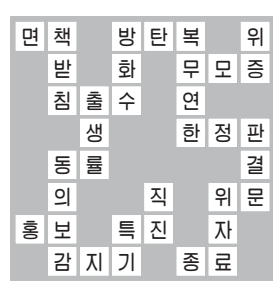 면 책 방 탄 복 위
받 화 무 모 증
침 출 수 연
생 한 정 판
동 률 결
의 직 위 문
홍 보 특 진 자
감 지 기 종 료